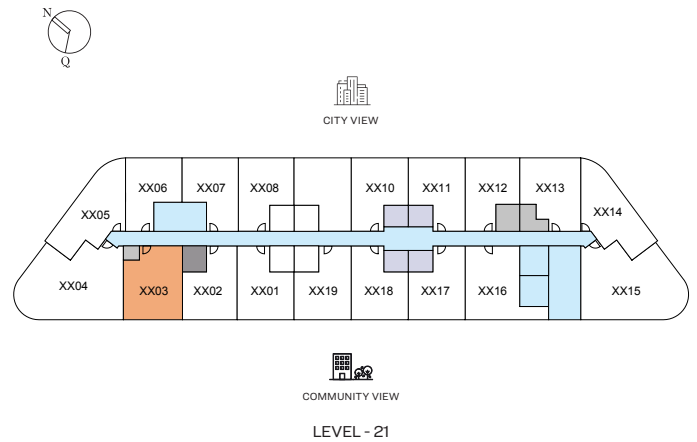 N
Q
CITY VIEW
XX06
XX07
XX08
XX10
XX11
XX12
XX13
XX05
XX14
XX04
XX03
XX02
XX01
XX19
XX18
XX17
XX16
XX15
COMMUNITY VIEW
LEVEL - 21